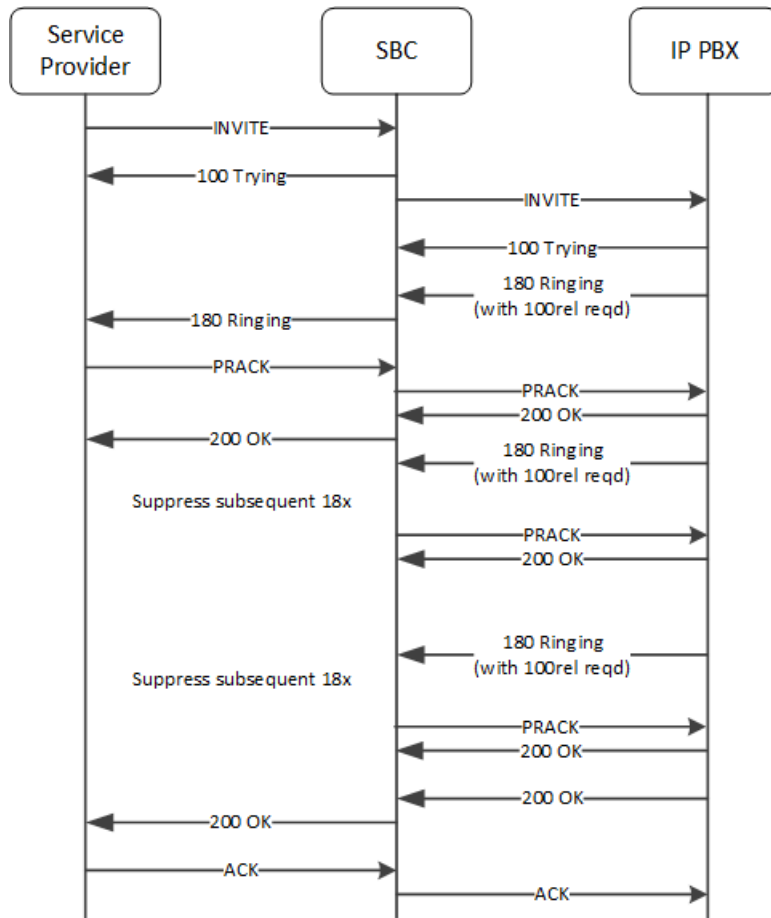 Service
Provider
SBC
IP PBX
INVITE
100 Trying
INVITE
100 Trying
180 Ringing
(with 100rel reqd)
180 Ringing
PRACK
PRACK
200 OK
200 OK
180 Ringing
(with 100rel reqd)
Suppress subsequent 18x
PRACK
200 OK
180 Ringing
(with 100rel reqd)
Suppress subsequent 18x
PRACK
200 OK
200 OK
200 OK
ACK
ACK